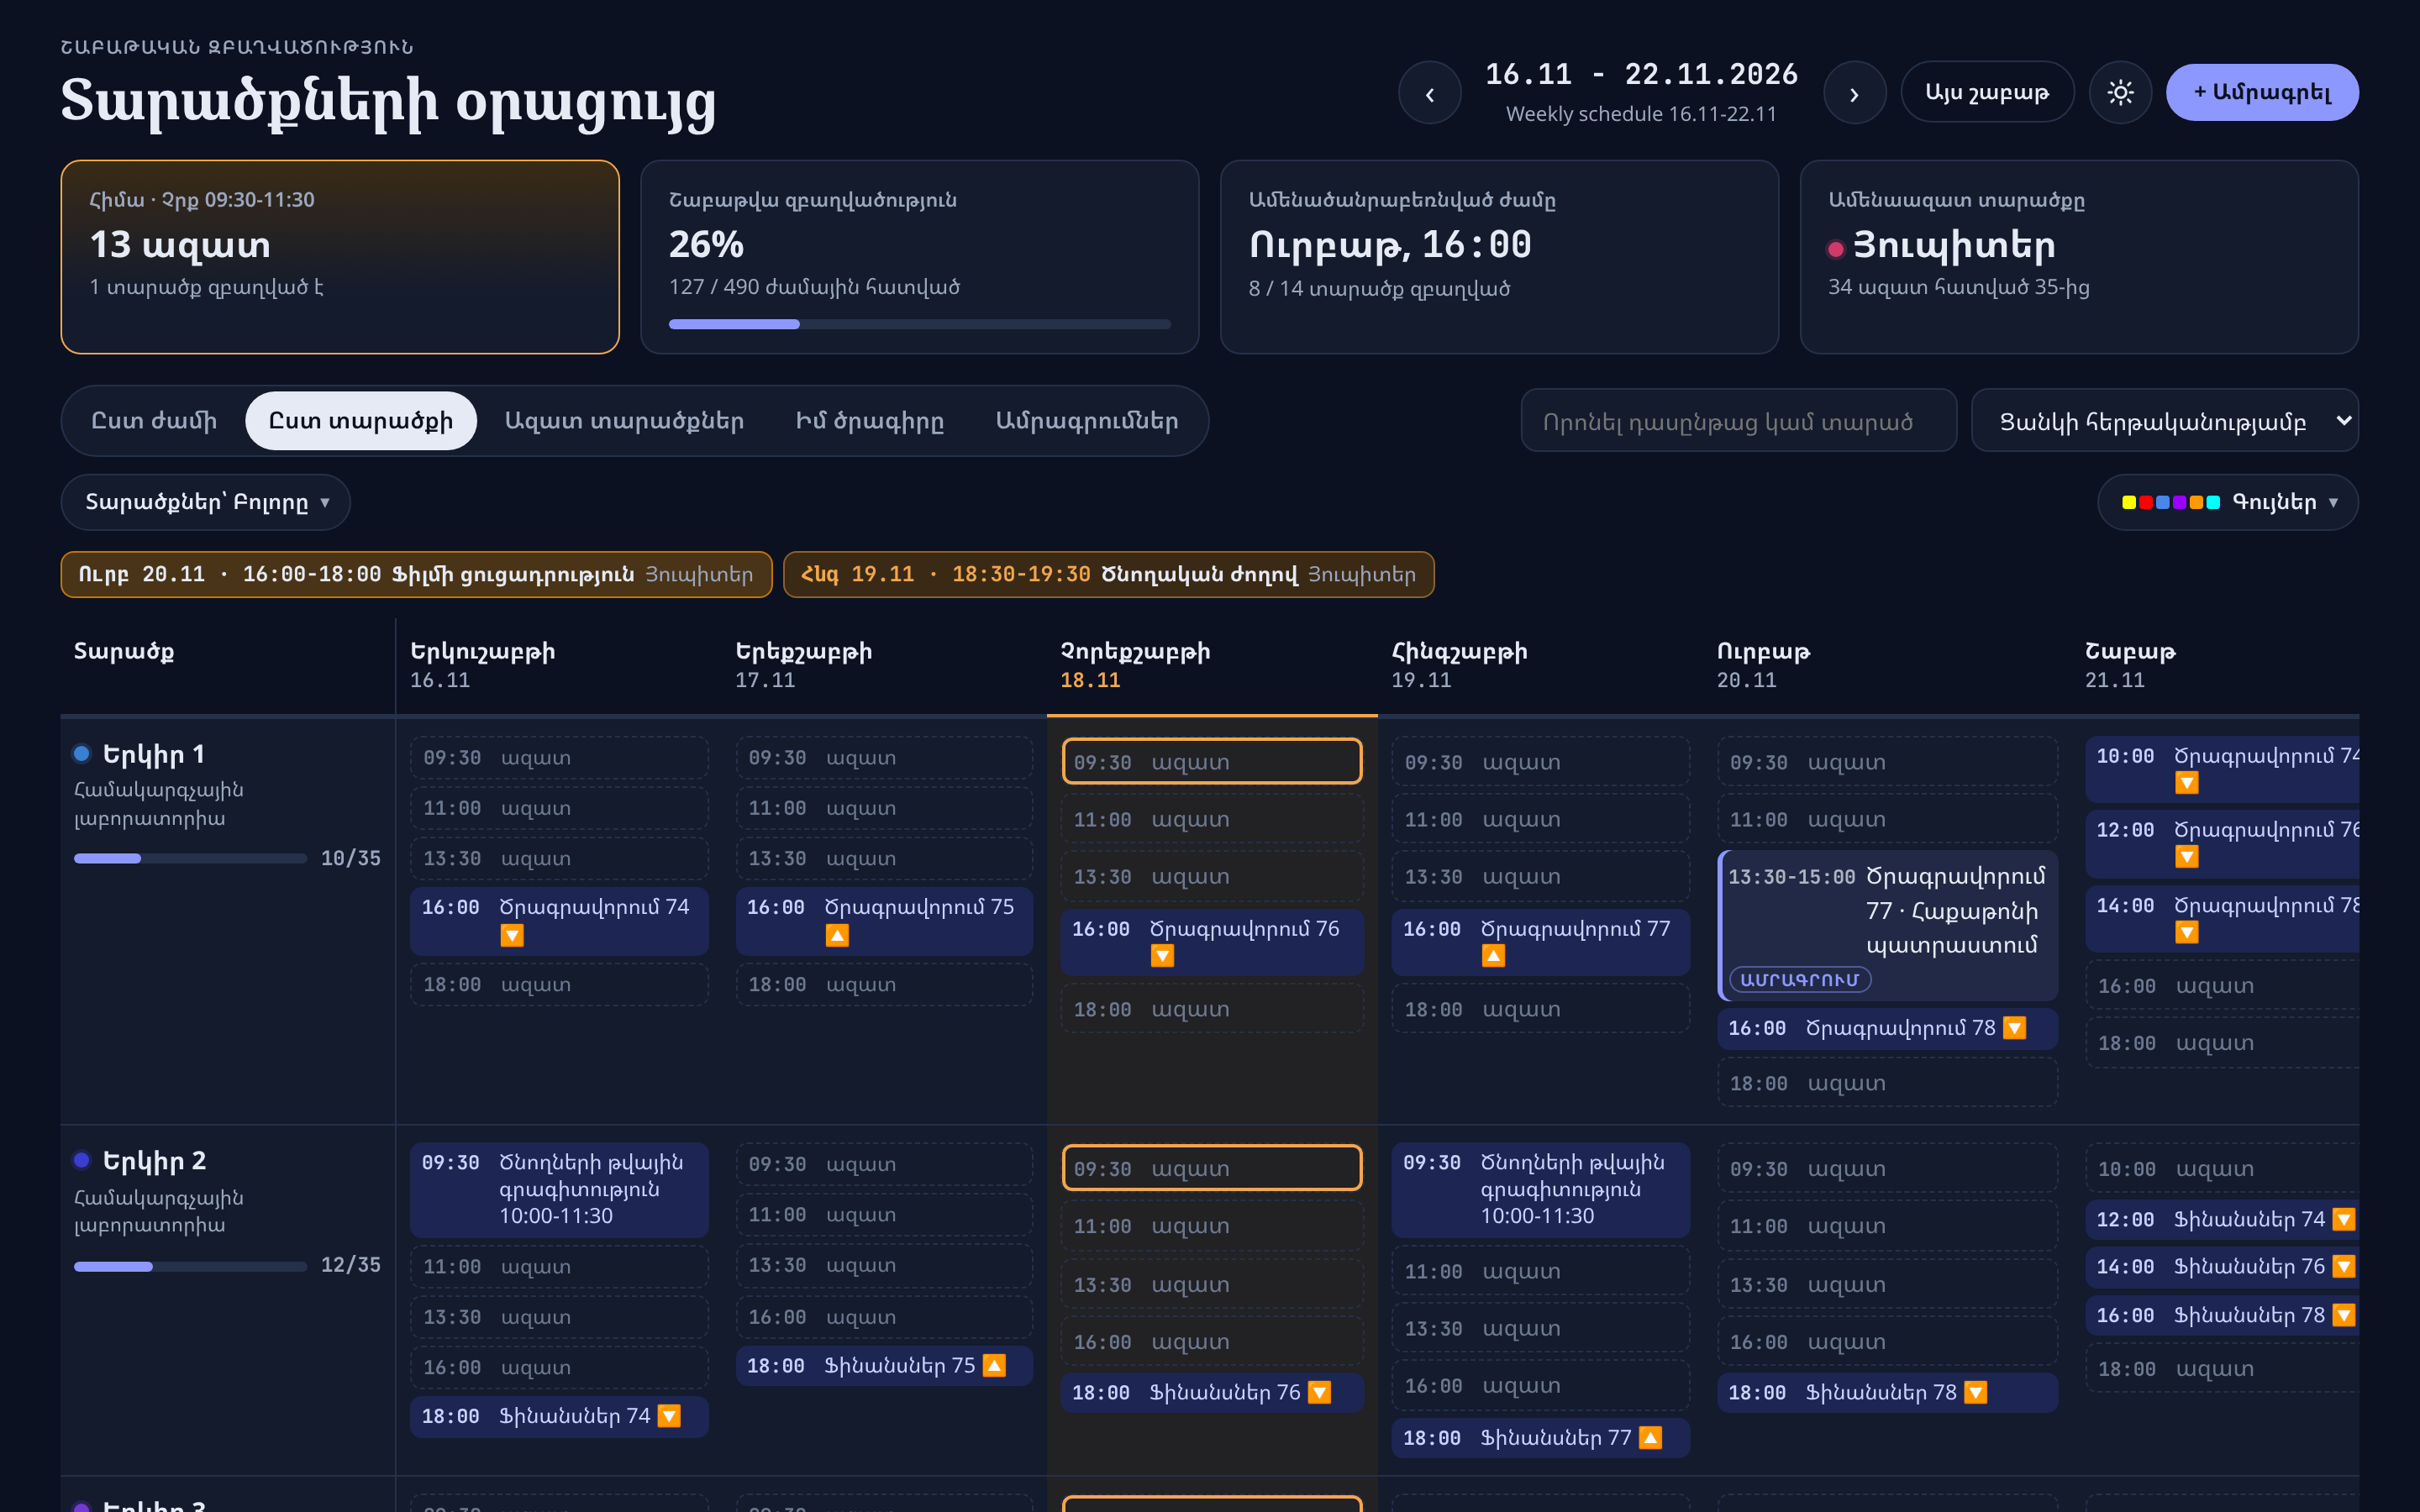 ՇԱԲԱԹԱԿԱՆ ԶԲԱՂՎԱԾՈՒԹՅՈՒՆ
Տարածքների օրացույց
‹
16.11 - 22.11.2026
Weekly schedule 16.11-22.11
›
Այս շաբաթ
+ Ամրագրել
Հիմա · Չրք 09:30-11:30
13 ազատ
1 տարածք զբաղված է
Շաբաթվա զբաղվածություն
26%
127 / 490 ժամային հատված
Ամենածանրաբեռնված ժամը
Ուրբաթ, 16:00
8 / 14 տարածք զբաղված
Ամենաազատ տարածքը
Յուպիտեր
34 ազատ հատված 35-ից
Ըստ ժամի
Ըստ տարածքի
Ազատ տարածքներ
Իմ ծրագիրը
Ամրագրումներ
Որոնել դասընթաց կամ տարած
Ցանկի հերթականությամբ
Տարածքներ՝ Բոլորը ▾
Գույներ ▾
Ուրբ 20.11 · 16:00-18:00 Ֆիլմի ցուցադրություն Յուպիտեր
Հնգ 19.11 · 18:30-19:30 Ծնողական ժողով Յուպիտեր
Տարածք
Երկուշաբթի
16.11
Երեքշաբթի
17.11
Չորեքշաբթի
18.11
Հինգշաբթի
19.11
Ուրբաթ
20.11
Շաբաթ
21.11
Երկիր 1
Համակարգչային
լաբորատորիա
10/35
09:30 ազատ
11:00 ազատ
13:30 ազատ
16:00 Ծրագրավորում 74
🔽
18:00 ազատ
09:30 ազատ
11:00 ազատ
13:30 ազատ
16:00 Ծրագրավորում 75
🔼
18:00 ազատ
09:30 ազատ
11:00 ազատ
13:30 ազատ
16:00 Ծրագրավորում 76
🔽
18:00 ազատ
09:30 ազատ
11:00 ազատ
13:30 ազատ
16:00 Ծրագրավորում 77
🔼
18:00 ազատ
09:30 ազատ
11:00 ազատ
13:30-15:00 Ծրագրավորում
77 · Հաքաթոնի
պատրաստում
ԱՄՐԱԳՐՈՒՄ
16:00 Ծրագրավորում 78 🔽
18:00 ազատ
10:00 Ծրագրավորում 74
🔽
12:00 Ծրագրավորում 76
🔽
14:00 Ծրագրավորում 78
🔽
16:00 ազատ
18:00 ազատ
Երկիր 2
Համակարգչային
լաբորատորիա
12/35
09:30 Ծնողների թվային
գրագիտություն
10:00-11:30
11:00 ազատ
13:30 ազատ
16:00 ազատ
18:00 Ֆինանսներ 74 🔽
09:30 ազատ
11:00 ազատ
13:30 ազատ
16:00 ազատ
18:00 Ֆինանսներ 75 🔼
09:30 ազատ
11:00 ազատ
13:30 ազատ
16:00 ազատ
18:00 Ֆինանսներ 76 🔽
09:30 Ծնողների թվային
գրագիտություն
10:00-11:30
11:00 ազատ
13:30 ազատ
16:00 ազատ
18:00 Ֆինանսներ 77 🔼
09:30 ազատ
11:00 ազատ
13:30 ազատ
16:00 ազատ
18:00 Ֆինանսներ 78 🔽
10:00 ազատ
12:00 Ֆինանսներ 74 🔽
14:00 Ֆինանսներ 76 🔽
16:00 Ֆինանսներ 78 🔽
18:00 ազատ
Երկիր 3